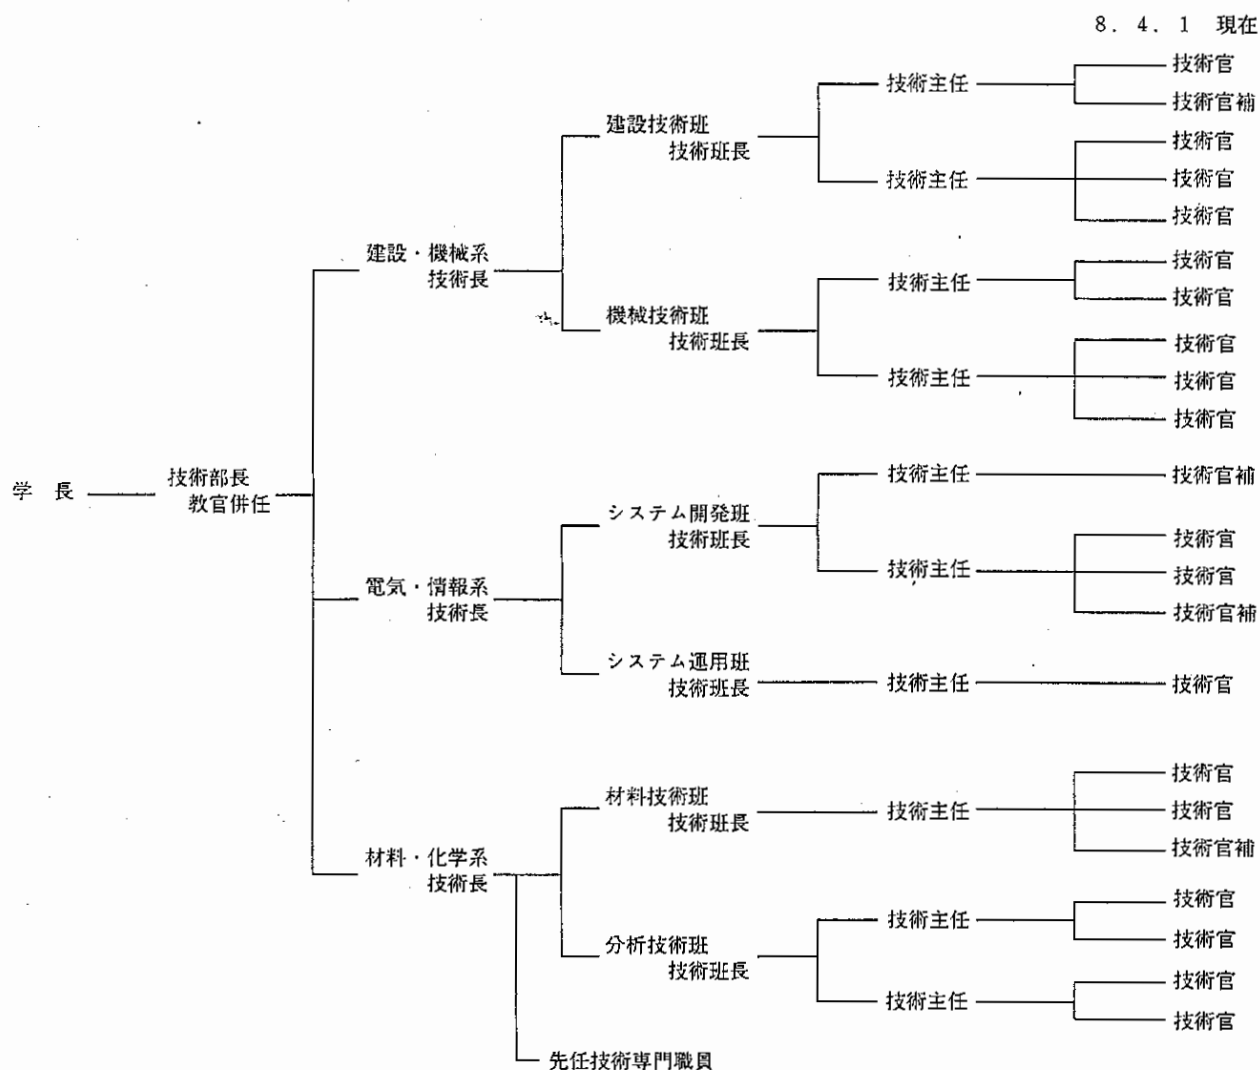 8. 4. 1 現在
学 長
技術部長
教官併任
建設・機械系
技術長
建設技術班
技術班長
技術主任
技術官
技術官補
技術主任
技術官
技術官
技術官
機械技術班
技術班長
技術主任
技術官
技術官
技術主任
技術官
技術官
技術官
電気・情報系
技術長
システム開発班
技術班長
技術主任
技術官補
技術主任
技術官
技術官
技術官補
システム運用班
技術班長
技術主任
技術官
材料・化学系
技術長
材料技術班
技術班長
技術主任
技術官
技術官
技術官補
分析技術班
技術班長
技術主任
技術官
技術官
技術主任
技術官
技術官
先任技術専門職員